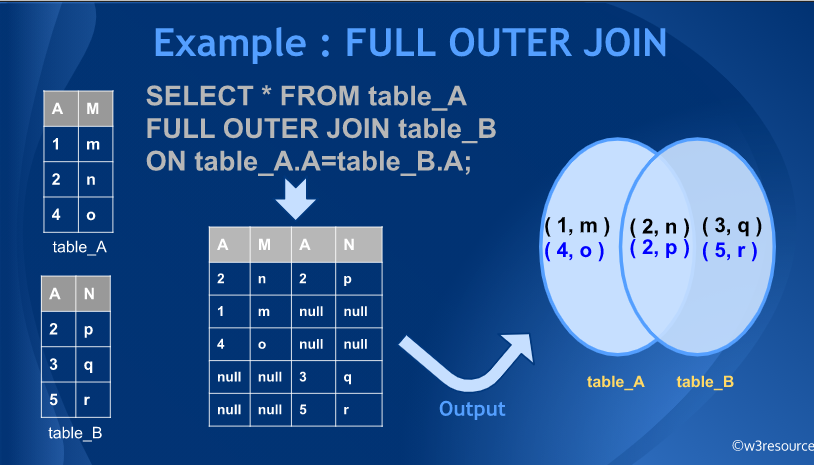 Example : FULL OUTER JOIN
SELECT * FROM table_A
FULL OUTER JOIN table_B
ON table_A.A=table_B.A;
A M
1 m
2 n
4 o
table_A
A N
2 p
3 q
5 r
table_B
A M A N
2 n 2 p
1 m null null
4 o null null
null null 3 q
null null 5 r
Output
( 1, m ) ( 2, n ) ( 3, q )
( 4, o ) ( 2, p ) ( 5, r )
table_A table_B
©w3resource